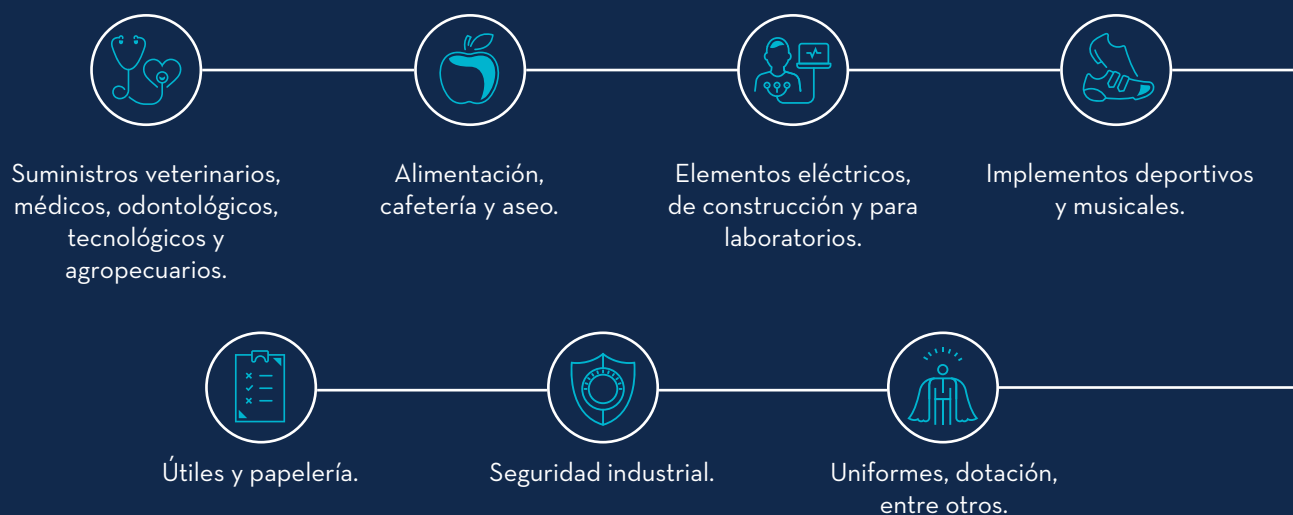 Suministros veterinarios,
médicos, odontológicos,
tecnológicos y
agropecuarios.
Alimentación,
cafetería y aseo.
Elementos eléctricos,
de construcción y para
laboratorios.
Implementos deportivos
y musicales.
Útiles y papelería.
Seguridad industrial.
Uniformes, dotación,
entre otros.